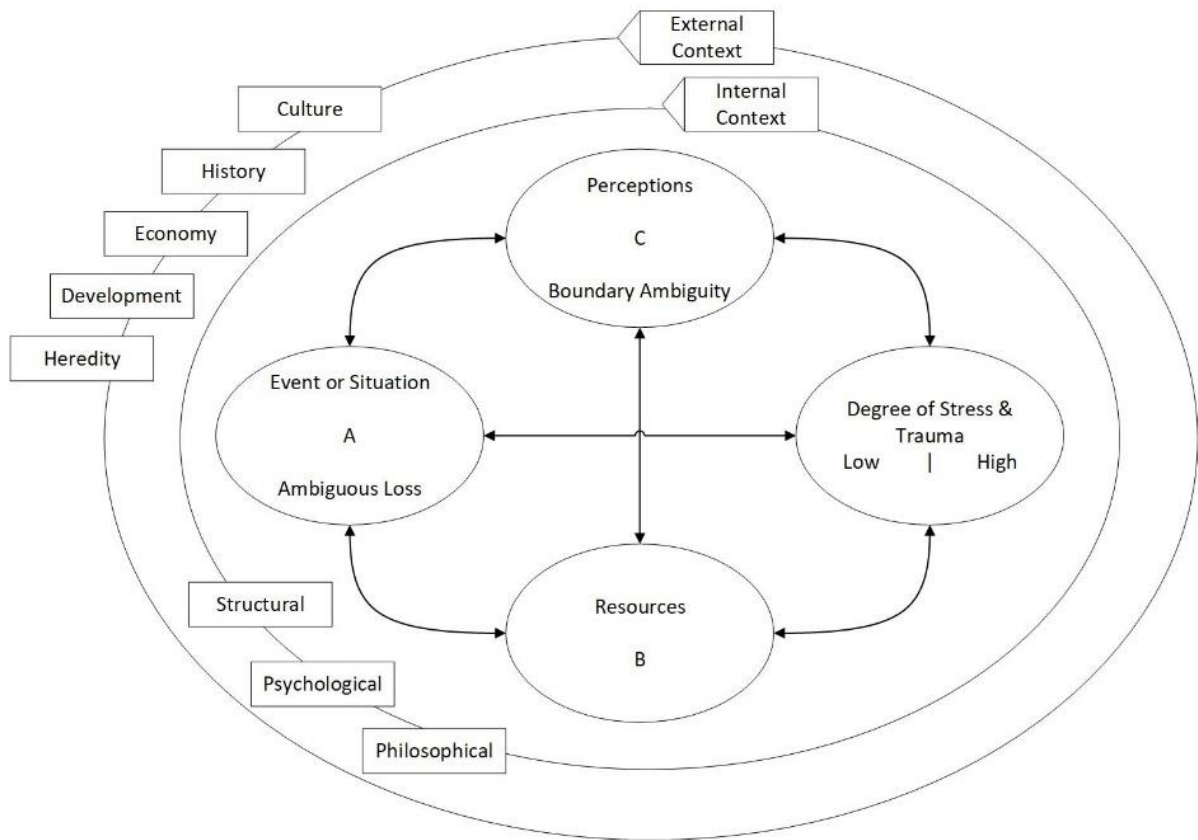 External
Context
Internal
Context
Culture
History
Economy
Development
Heredity
Perceptions
C
Boundary Ambiguity
Event or Situation
A
Ambiguous Loss
Degree of Stress &
Trauma
Low | High
Resources
B
Structural
Psychological
Philosophical